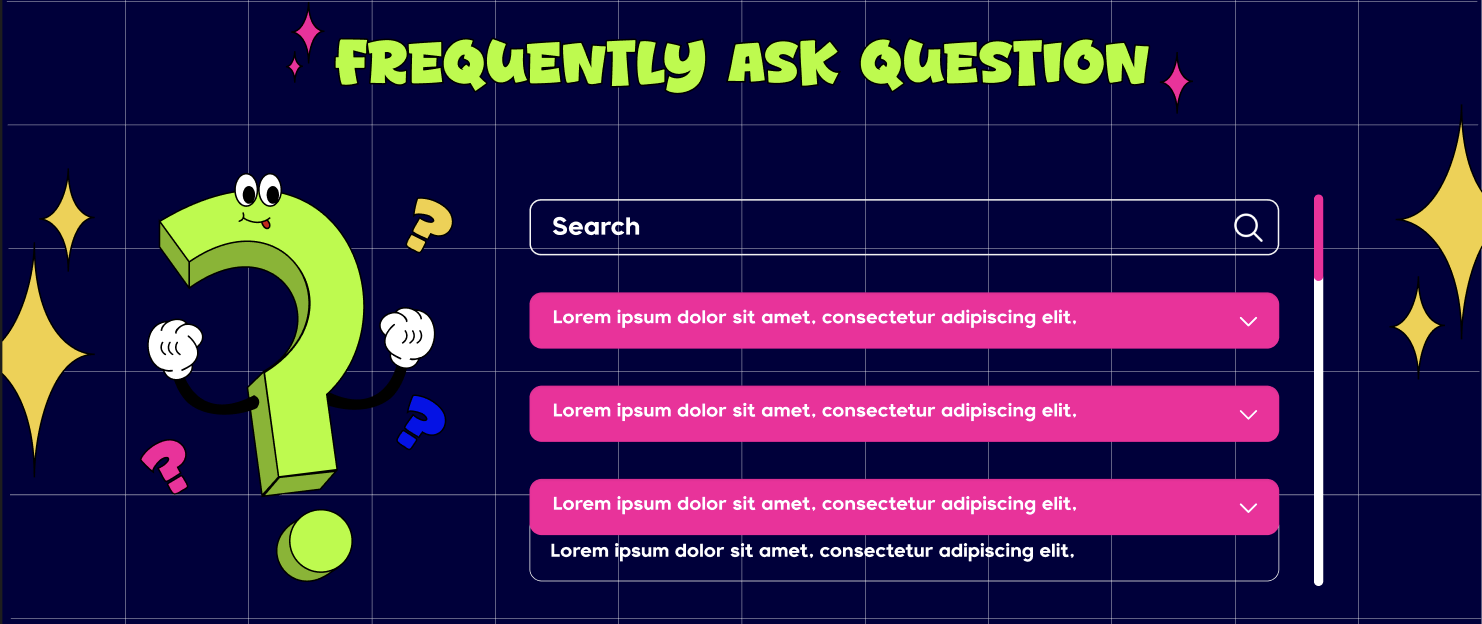 FREQUENTLY ASK QUESTION
Search
Lorem ipsum dolor sit amet, consectetur adipiscing elit,
Lorem ipsum dolor sit amet, consectetur adipiscing elit,
Lorem ipsum dolor sit amet, consectetur adipiscing elit,
Lorem ipsum dolor sit amet, consectetur adipiscing elit,
?
?
?